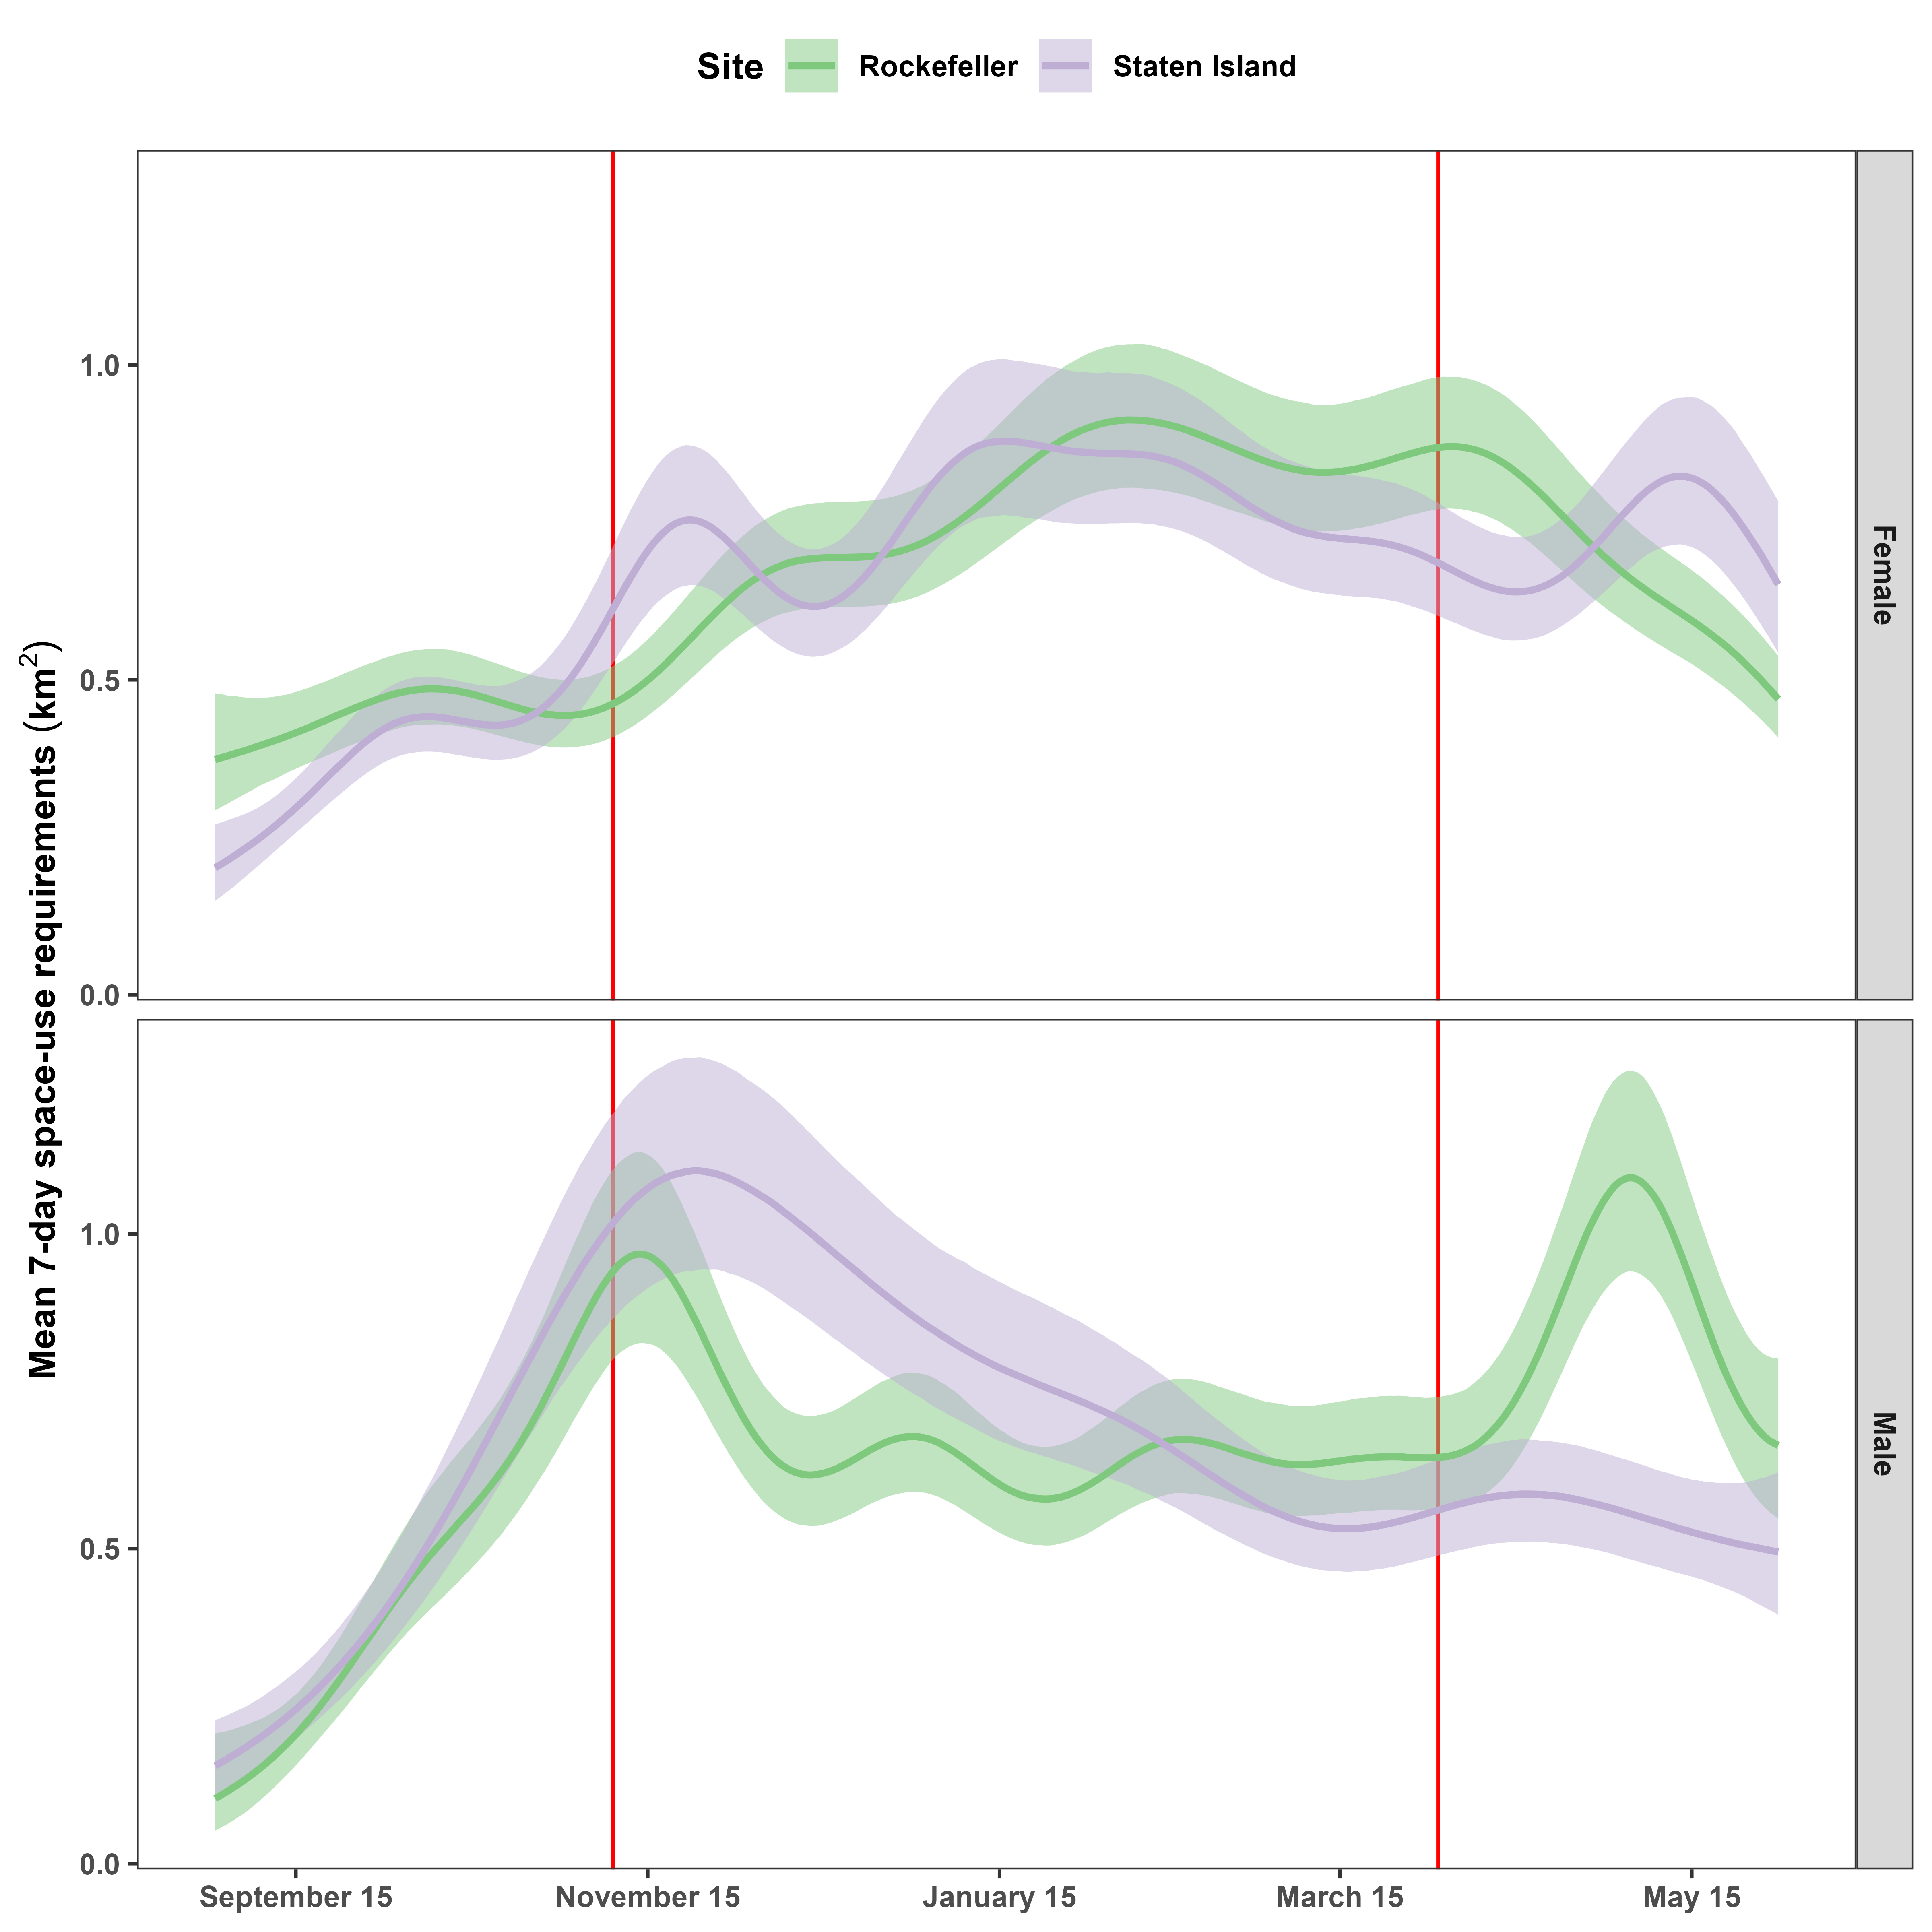 Site Rockefeller Staten Island
Mean 7-day space-use requirements (km²)
1.0
0.5
0.0
Female
1.0
0.5
0.0
Male
September 15 November 15 January 15 March 15 May 15